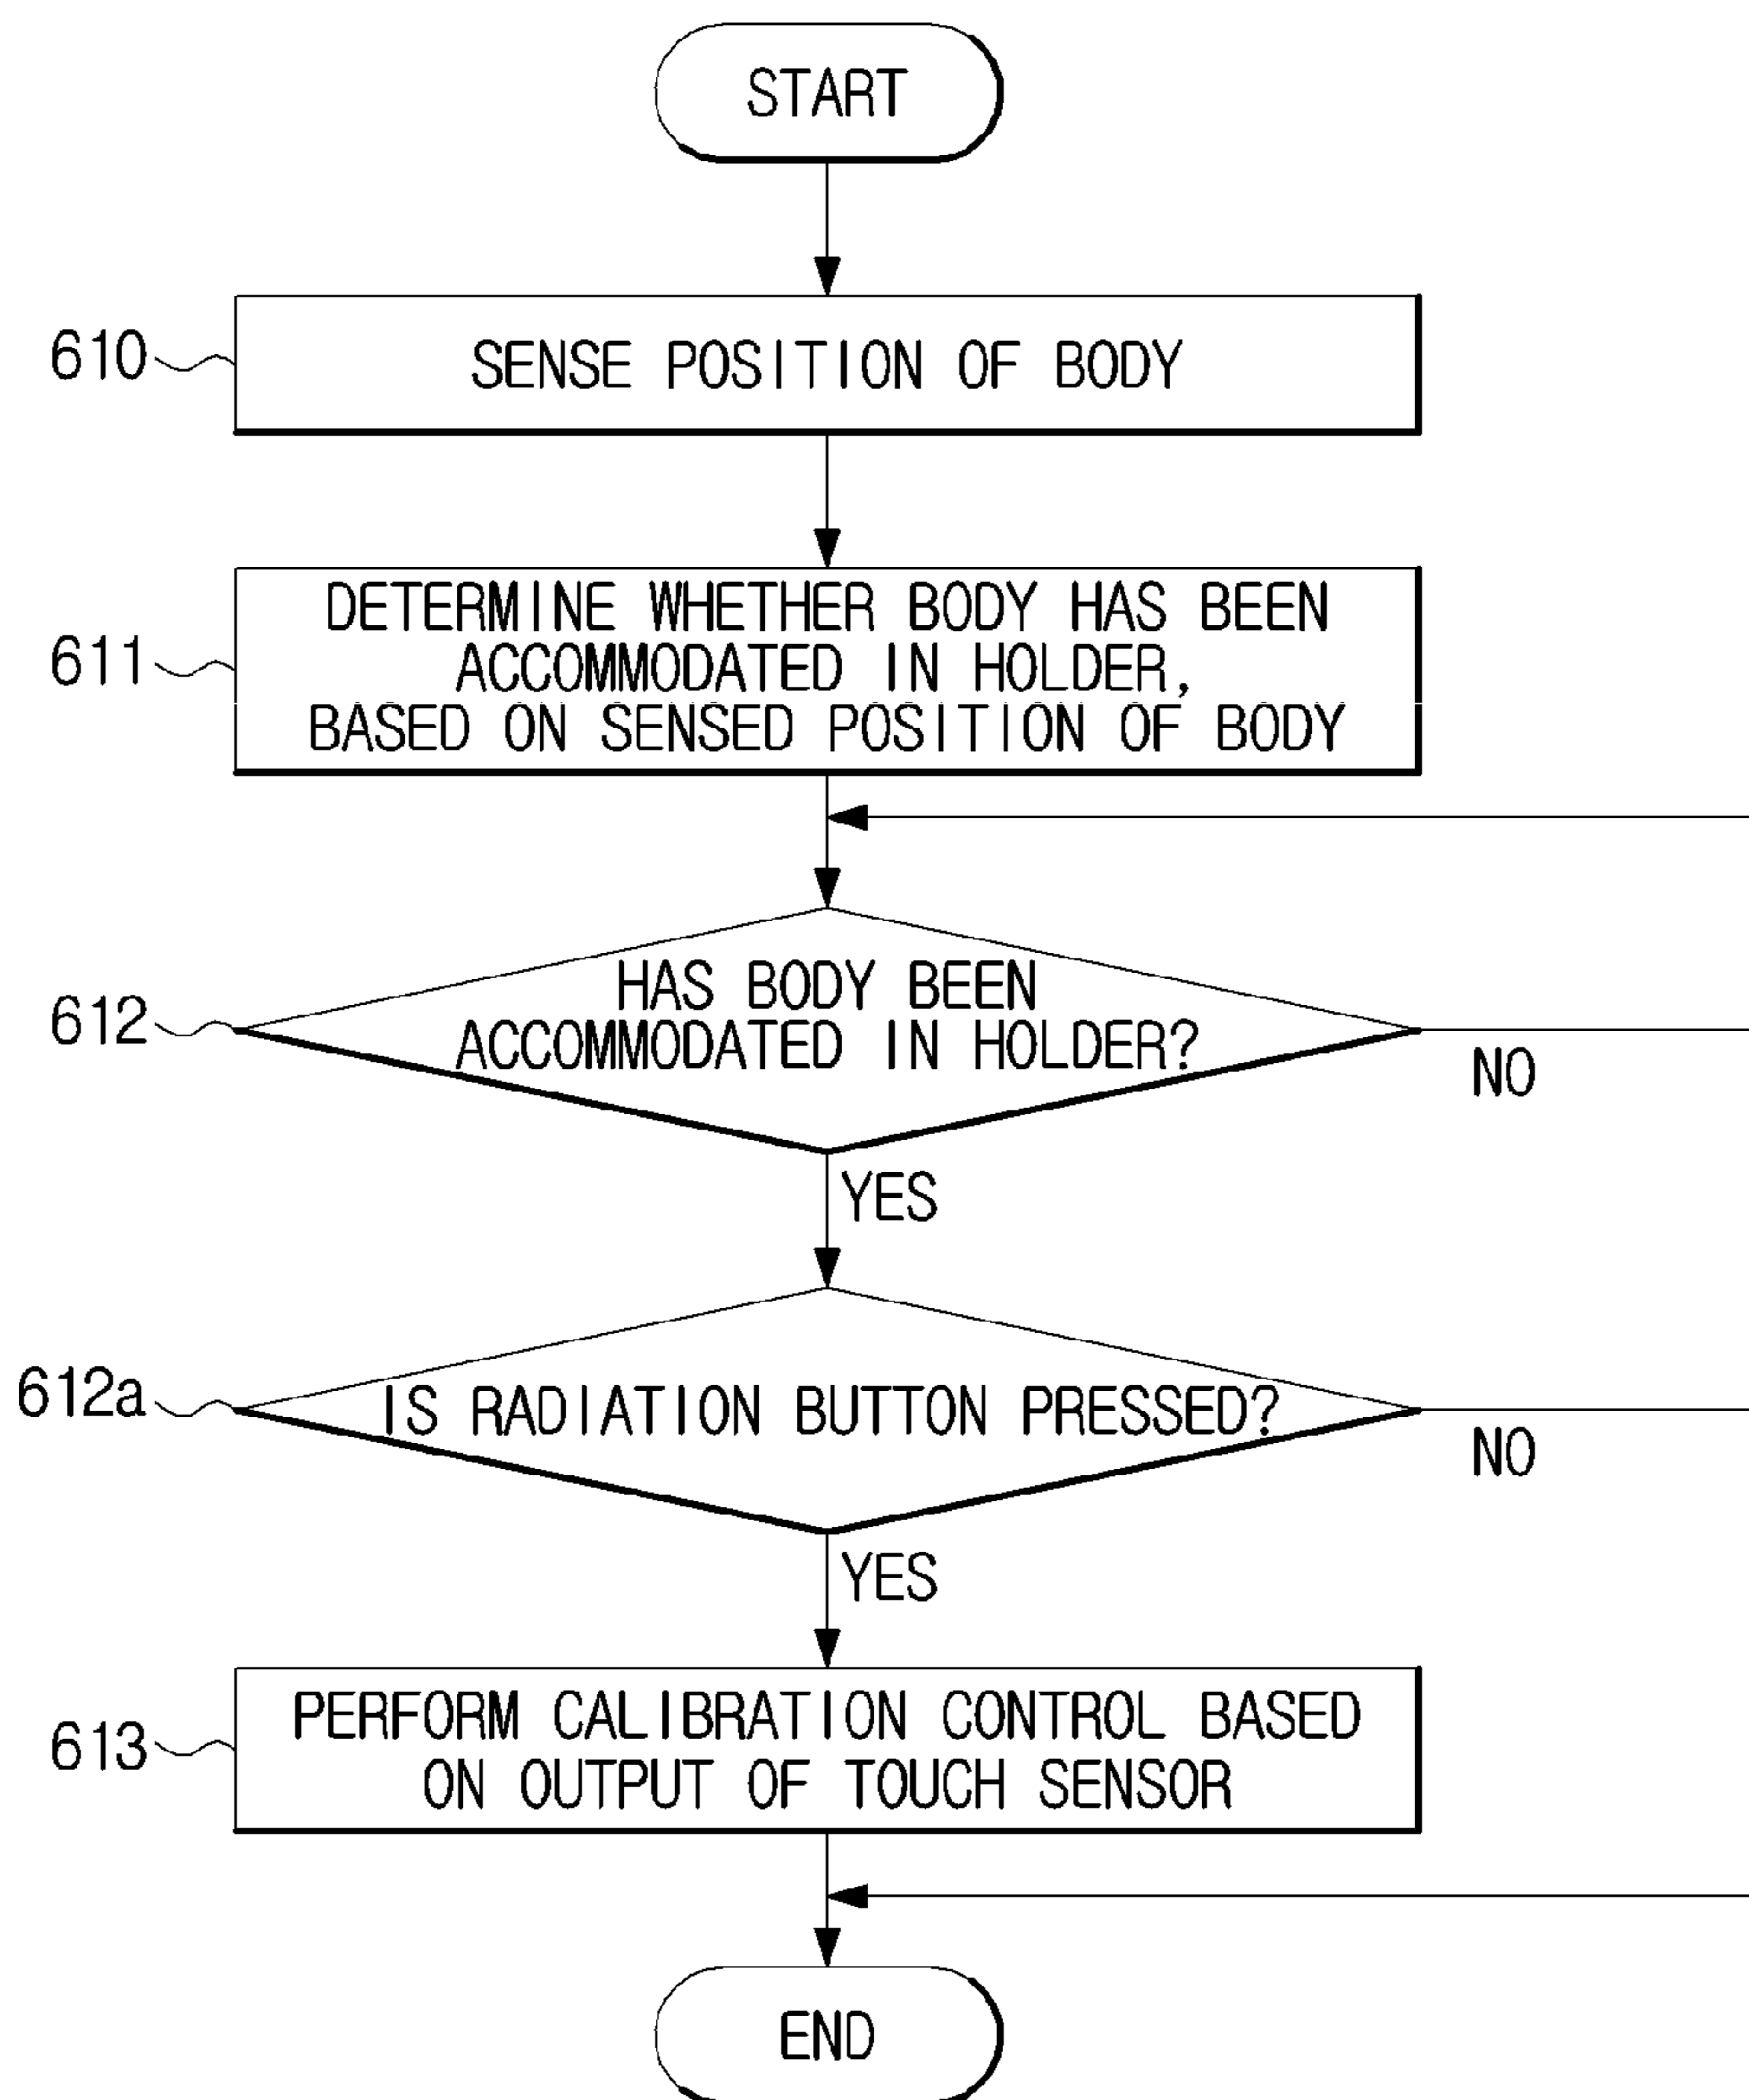 START
610
SENSE POSITION OF BODY
611
DETERMINE WHETHER BODY HAS BEEN
ACCOMMODATED IN HOLDER,
BASED ON SENSED POSITION OF BODY
612
HAS BODY BEEN
ACCOMMODATED IN HOLDER?
NO
YES
612a
IS RADIATION BUTTON PRESSED?
NO
YES
613
PERFORM CALIBRATION CONTROL BASED
ON OUTPUT OF TOUCH SENSOR
END